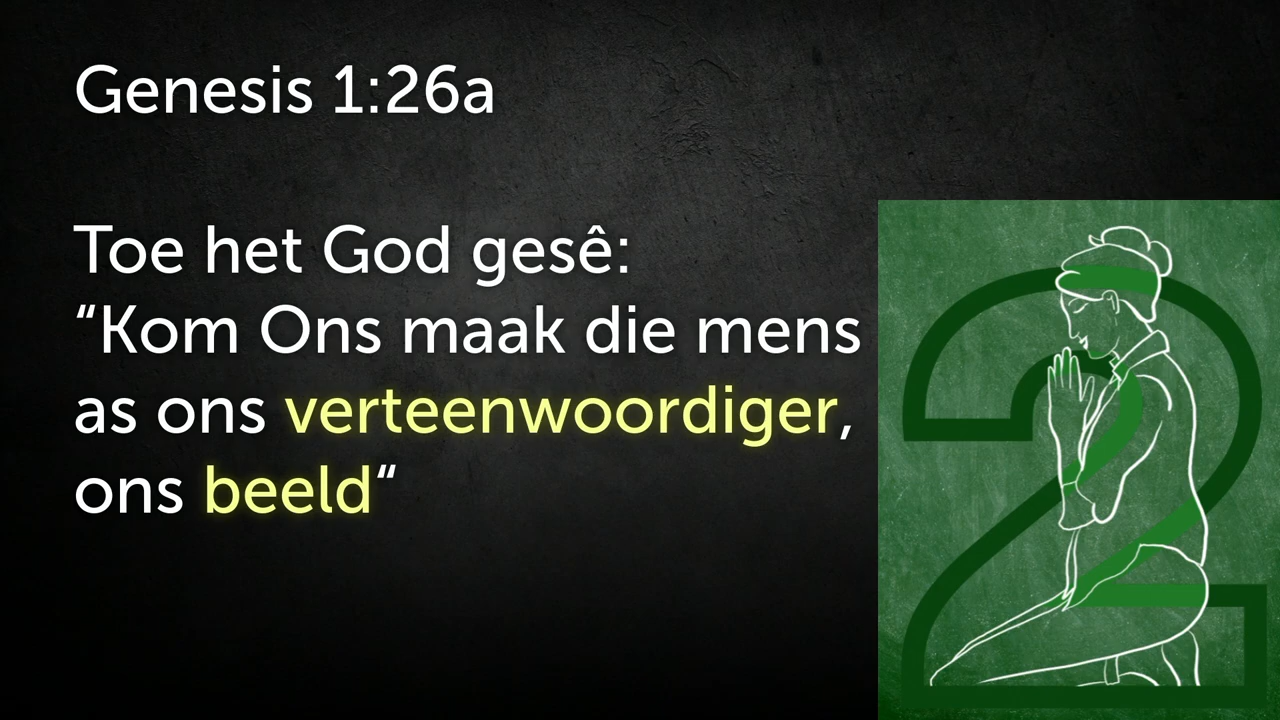 Genesis 1:26a
Toe het God gesê:
“Kom Ons maak die mens
as ons verteenwoordiger,
ons beeld“
2